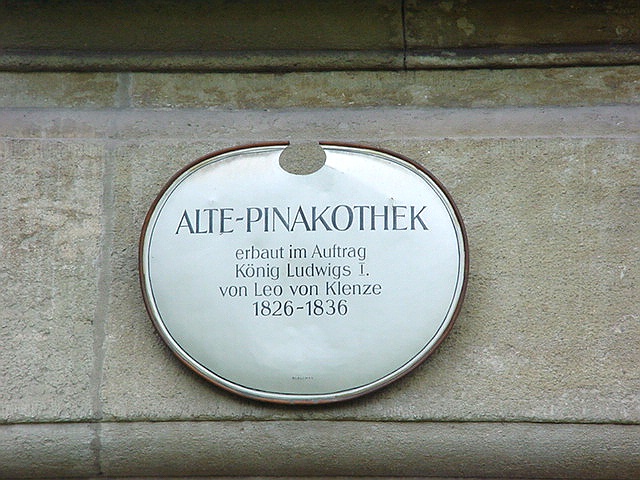 ALTE-PINAKOTHEK
erbaut im Auftrag
König Ludwigs I.
von Leo von Klenze
1826-1836